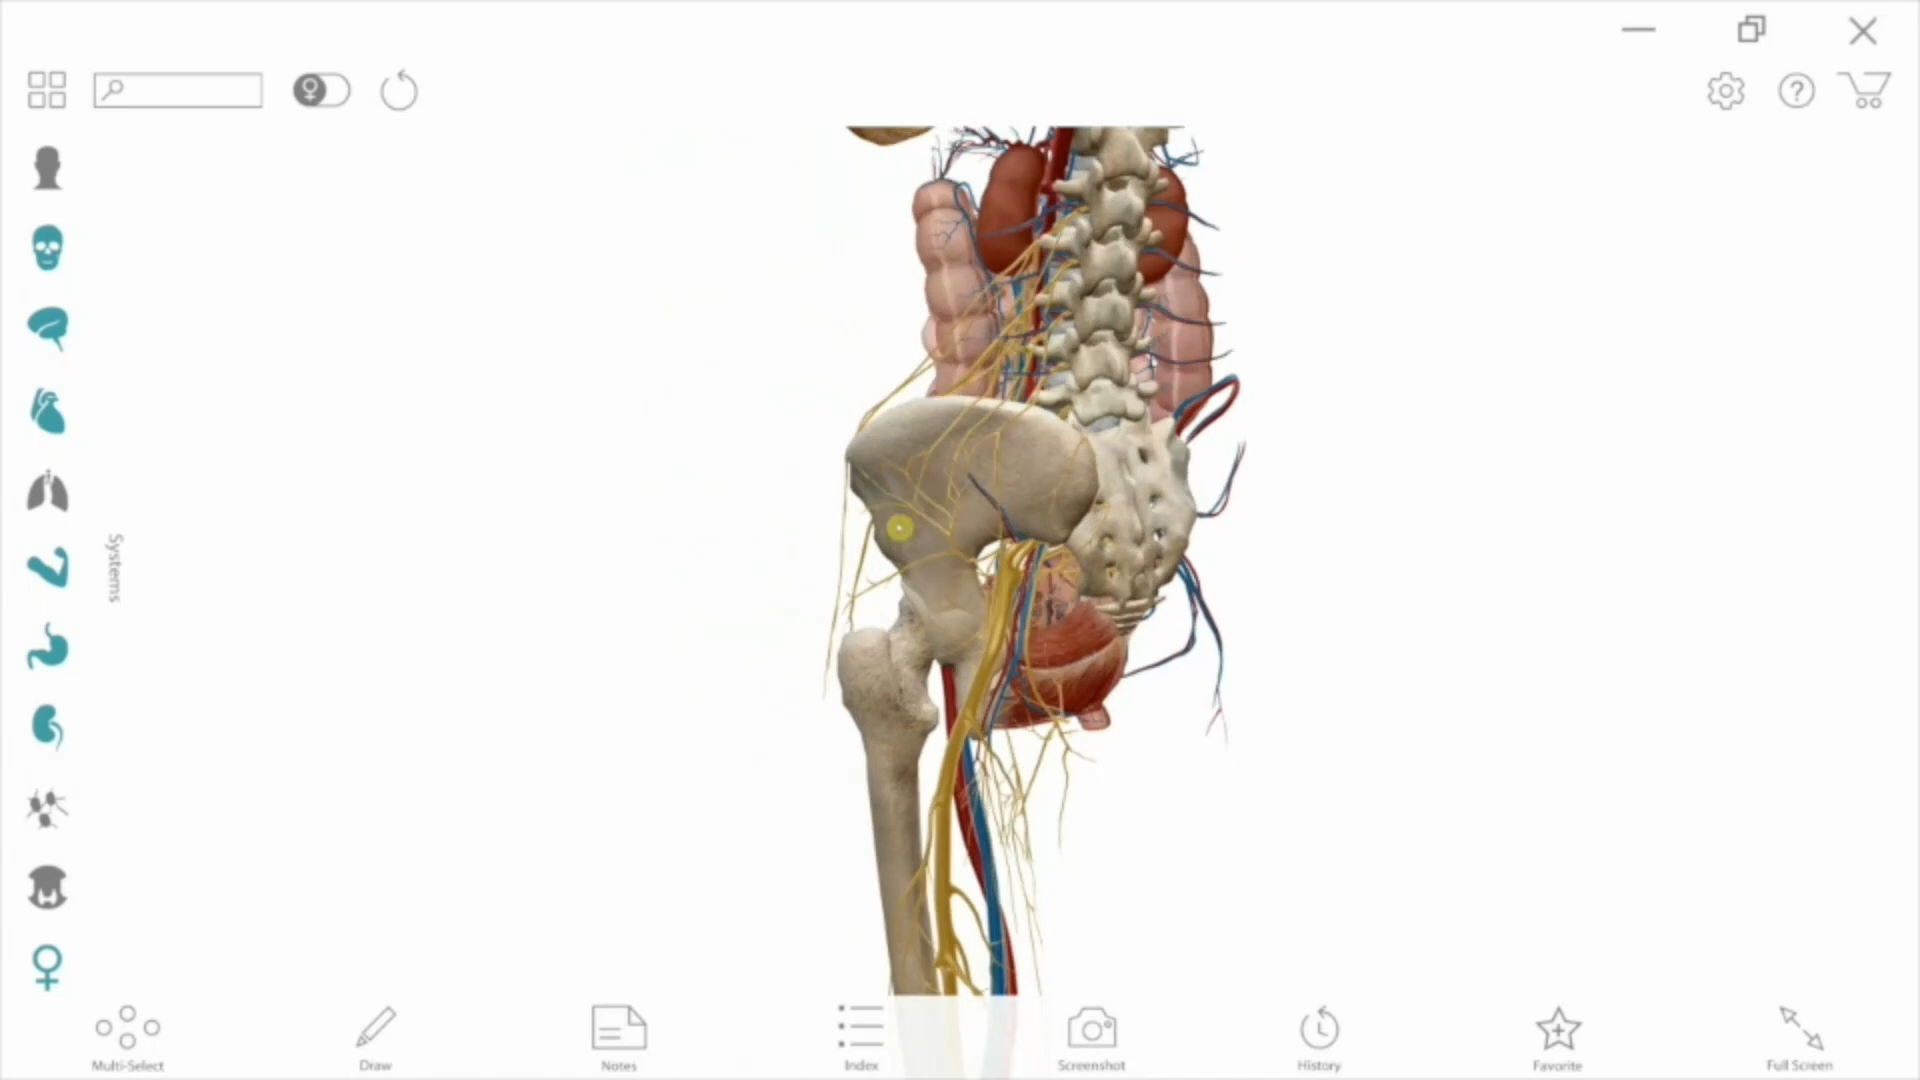 Systems
Multi-Select
Draw
Notes
Index
Screenshot
History
Favorite
Full Screen